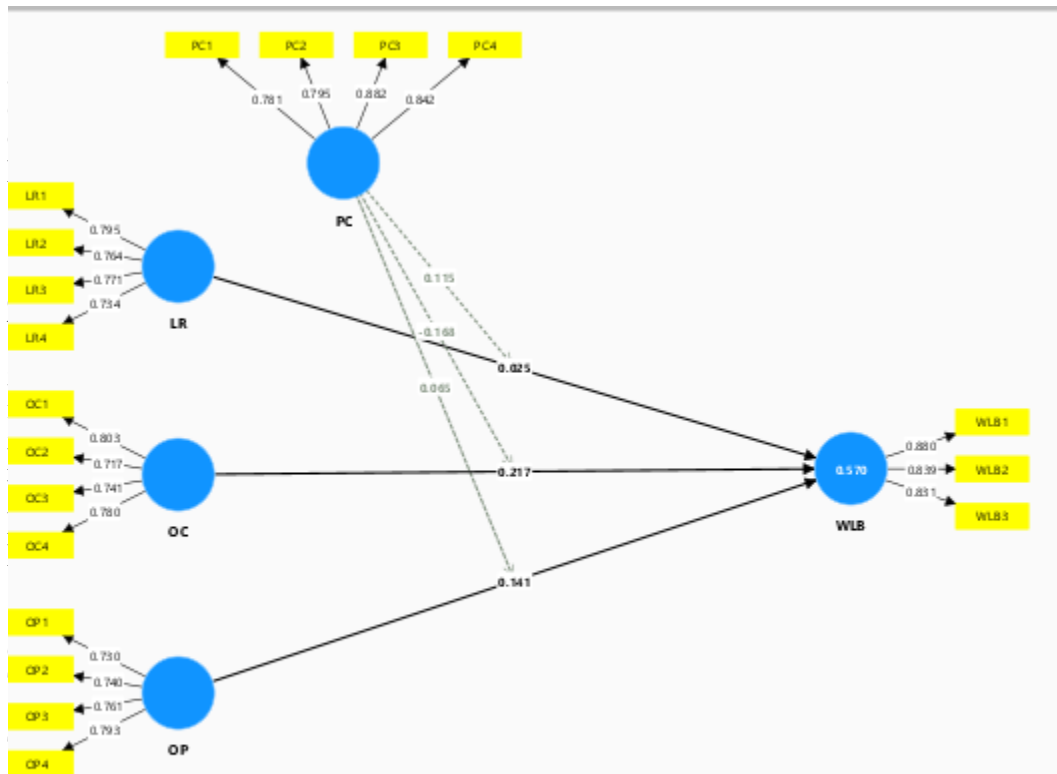 PC1 PC2 PC3 PC4
0.781 0.795 0.882 0.842
PC
LR1
LR2
LR3
LR4
0.795
0.764
0.771
0.734
LR
0.115
-0.168
0.065
0.025
OC1
OC2
OC3
OC4
0.803
0.717
0.741
0.780
OC
0.217
0.570
WLB
0.880
0.839
0.831
WLB1
WLB2
WLB3
0.141
OP1
OP2
OP3
OP4
0.730
0.740
0.761
0.793
OP